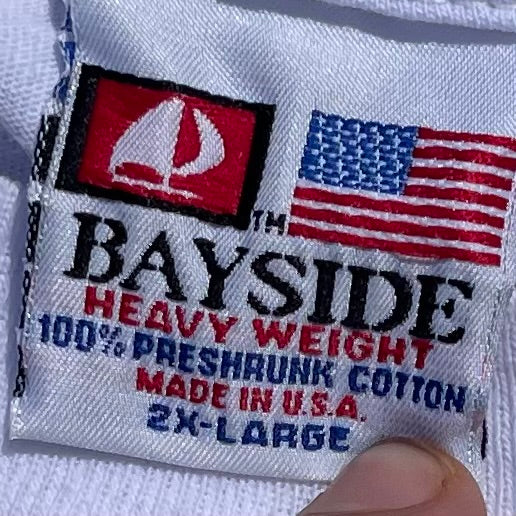 TM
BAYSIDE
HEAVY WEIGHT
100% PRESHRUNK COTTON
MADE IN U.S.A.
2X-LARGE